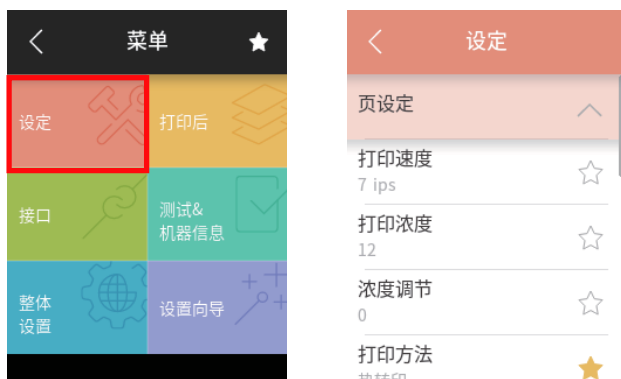 菜单
设定
打印后
接口
测试&
机器信息
整体
设置
设置向导
设定
页设定
打印速度
7 ips
打印浓度
12
浓度调节
0
打印方法